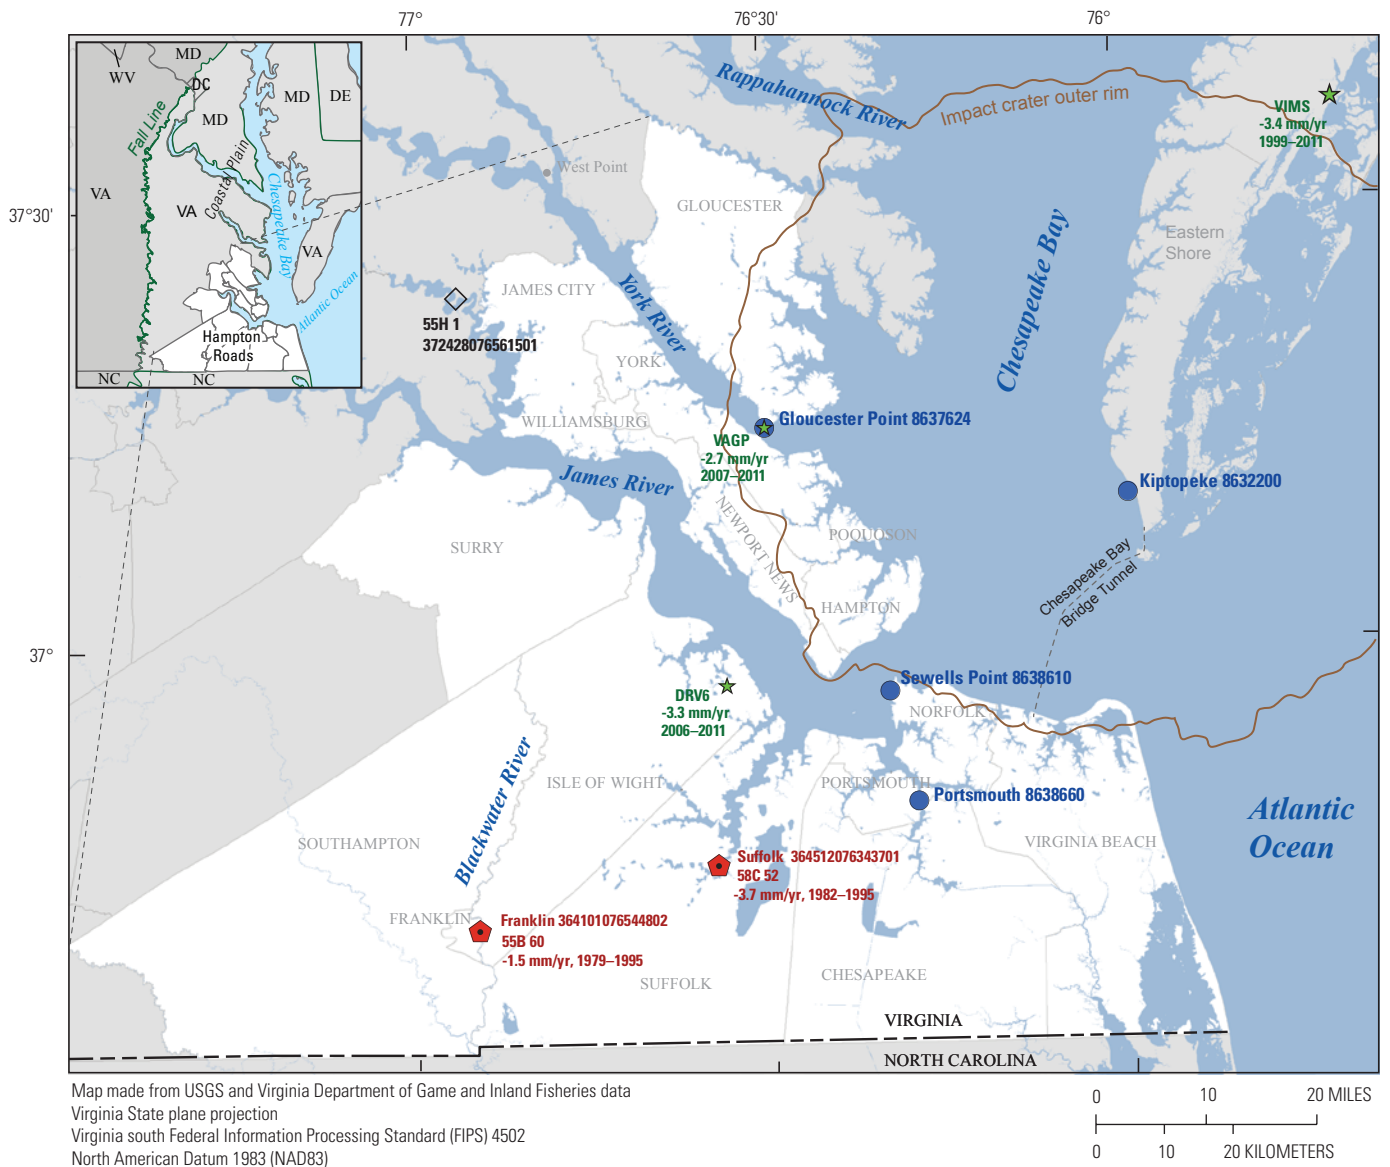 77°
76°30'
76°
37°30'
37°
WV
MD
DC
MD
DE
MD
Fall Line
Coastal Plain
VA
VA
VA
Chesapeake Bay
Atlantic Ocean
Hampton
Roads
NC
NC
Rappahannock River
Impact crater outer rim
VIMS
-3.4 mm/yr
1999–2011
West Point
GLOUCESTER
Eastern
Shore
Chesapeake Bay
JAMES CITY
York River
55H 1
372428076561501
YORK
WILLIAMSBURG
Gloucester Point 8637624
VAGP
-2.7 mm/yr
2007–2011
James River
Kiptopeke 8632200
NEWPORT NEWS
POQUOSON
SURRY
Chesapeake Bay
Bridge Tunnel
HAMPTON
Sewells Point 8638610
DRV6
-3.3 mm/yr
2006–2011
NORFOLK
Blackwater River
ISLE OF WIGHT
PORTSMOUTH
Portsmouth 8638660
Atlantic
Ocean
SOUTHAMPTON
VIRGINIA BEACH
Suffolk 364512076343701
58C 52
-3.7 mm/yr, 1982–1995
FRANKLIN
Franklin 364101076544802
55B 60
-1.5 mm/yr, 1979–1995
SUFFOLK
CHESAPEAKE
VIRGINIA
NORTH CAROLINA
Map made from USGS and Virginia Department of Game and Inland Fisheries data
Virginia State plane projection
Virginia south Federal Information Processing Standard (FIPS) 4502
North American Datum 1983 (NAD83)
0 10 20 MILES
0 10 20 KILOMETERS